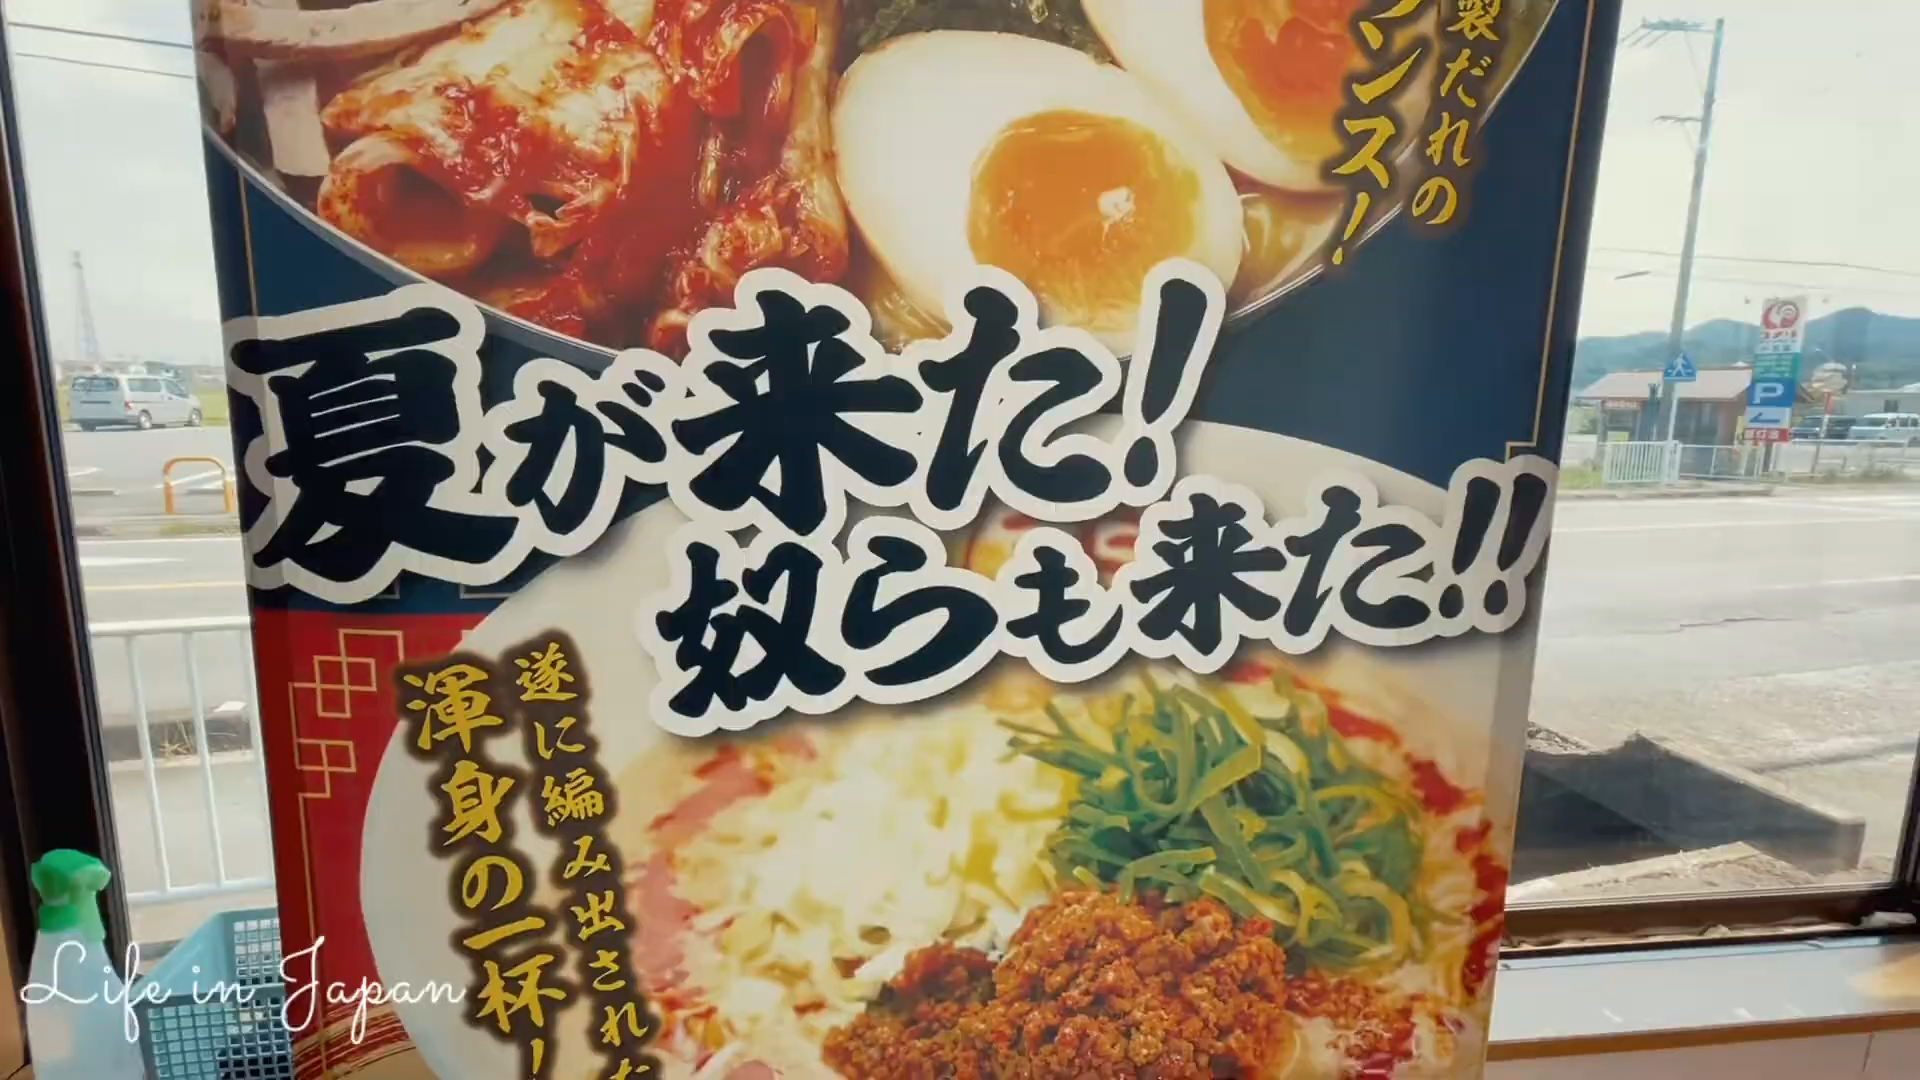 製だれの
ンス!
夏が来た!
奴らも来た!!
遂に編み出された
渾身の一杯!
P
Life in Japan